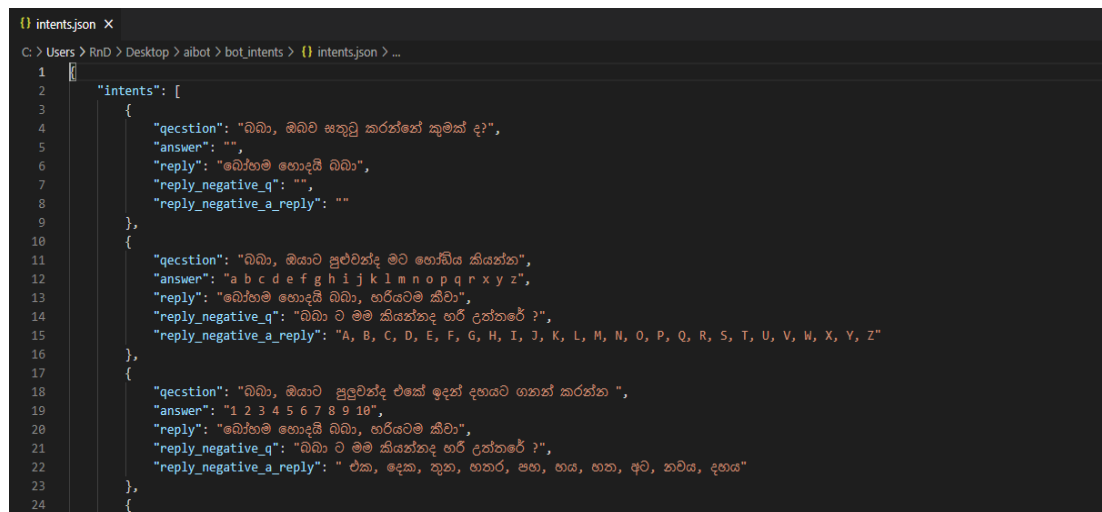 {} intents.json ×
C: > Users > RnD > Desktop > aibot > bot_intents > {} intents.json > ...
1 {
2 "intents": [
3 {
4 "qecstion": "බබා, ඔබව සතුටු කරන්නේ කුමක් ද?",
5 "answer": "",
6 "reply": "බෝහම හොදයි බබා",
7 "reply_negative_q": "",
8 "reply_negative_a_reply": ""
9 },
10 {
11 "qecstion": "බබා, ඔයාට පුළුවන්ද මට හෝඩිය කියන්න",
12 "answer": "a b c d e f g h i j k l m n o p q r x y z",
13 "reply": "බෝහම හොදයි බබා, හරියටම කීවා",
14 "reply_negative_q": "බබා ට මම කියන්නද හරී උත්තරේ ?",
15 "reply_negative_a_reply": "A, B, C, D, E, F, G, H, I, J, K, L, M, N, O, P, Q, R, S, T, U, V, W, X, Y, Z"
16 },
17 {
18 "qecstion": "බබා, ඔයාට  පුලුවන්ද එකේ ඉදන් දහයට ගනන් කරන්න ",
19 "answer": "1 2 3 4 5 6 7 8 9 10",
20 "reply": "බෝහම හොදයි බබා, හරියටම කීවා",
21 "reply_negative_q": "බබා ට මම කියන්නද හරී උත්තරේ ?",
22 "reply_negative_a_reply": " එක, දෙක, තුන, හතර, පහ, හය, හත, අට, නවය, දහය"
23 },
24 {